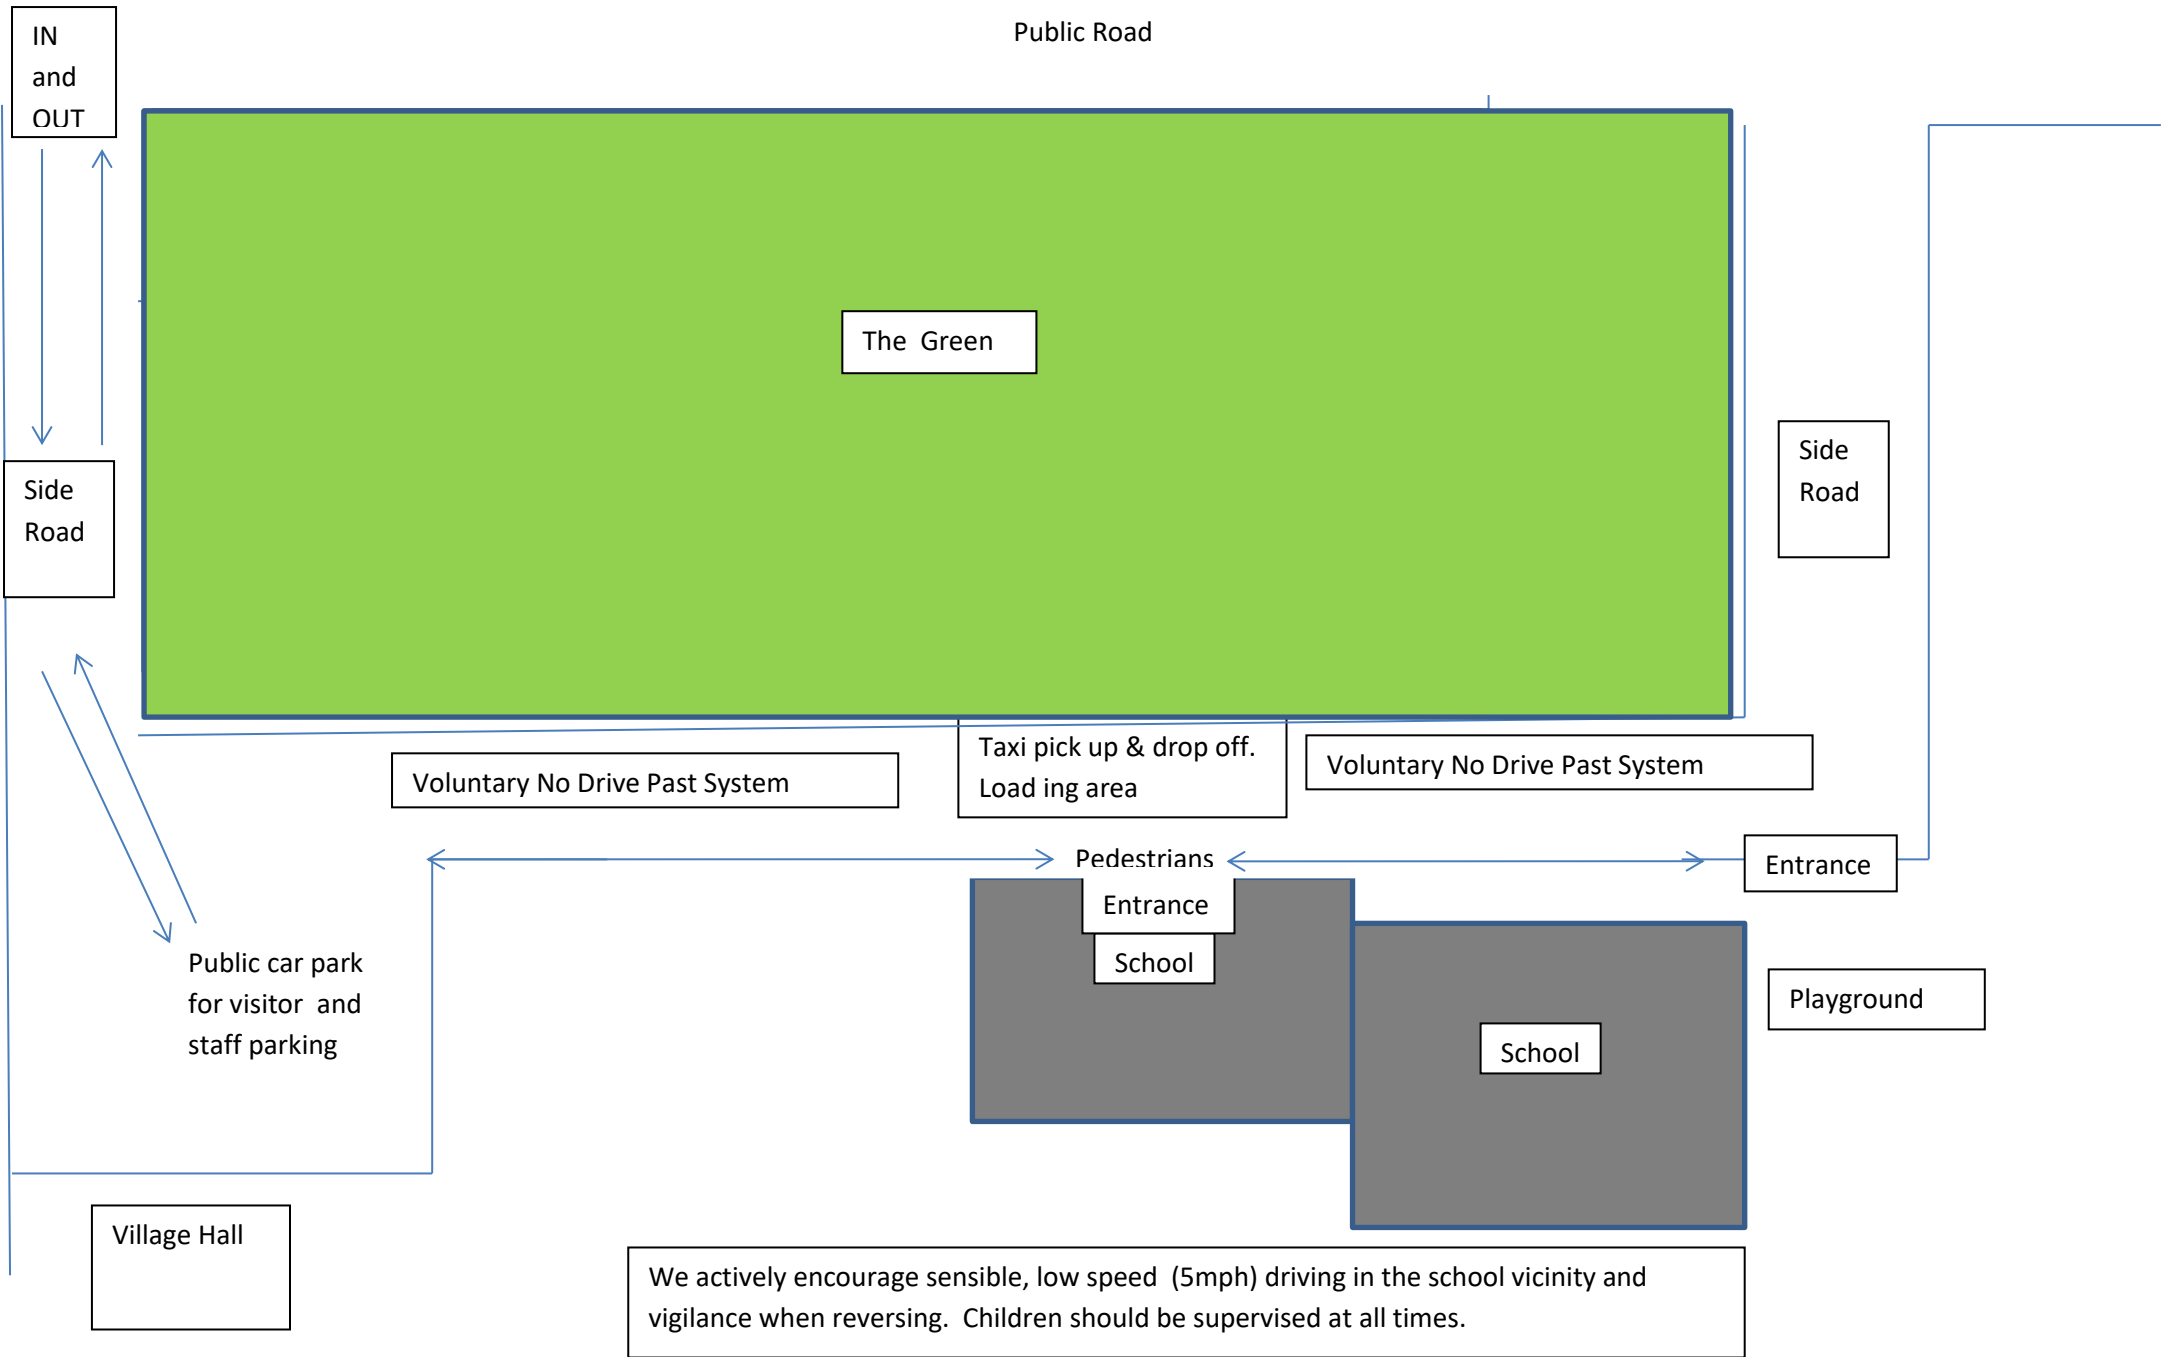 IN
and
OUT
Public Road
The Green
Side
Road
Side
Road
Taxi pick up & drop off.
Load ing area
Voluntary No Drive Past System
Voluntary No Drive Past System
Pedestrians
Entrance
Entrance
School
Public car park
for visitor and
staff parking
Playground
School
Village Hall
We actively encourage sensible, low speed (5mph) driving in the school vicinity and
vigilance when reversing. Children should be supervised at all times.